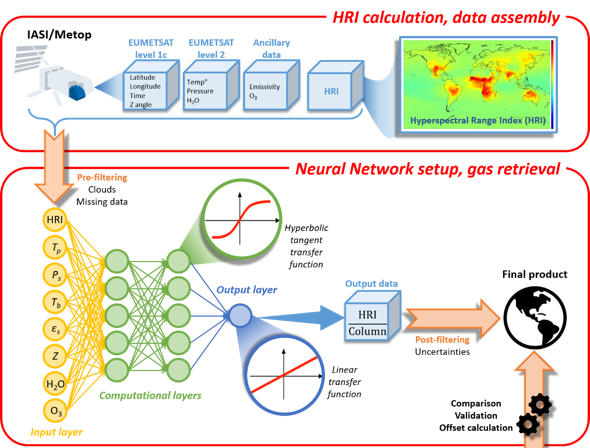 HRI calculation, data assembly
IASI/Metop
EUMETSAT
level 1c
EUMETSAT
level 2
Ancillary
data
Latitude
Longitude
Time
Z angle
Temp°
Pressure
H₂O
Emissivity
O₃
HRI
Hyperspectral Range Index (HRI)
Neural Network setup, gas retrieval
Pre-filtering
Clouds
Missing data
HRI
Tₚ
Pₛ
T_b
εₛ
Z
H₂O
O₃
Input layer
Computational layers
Hyperbolic
tangent
transfer
function
Output layer
Linear
transfer
function
Output data
HRI
Column
Post-filtering
Uncertainties
Final product
Comparison
Validation
Offset calculation